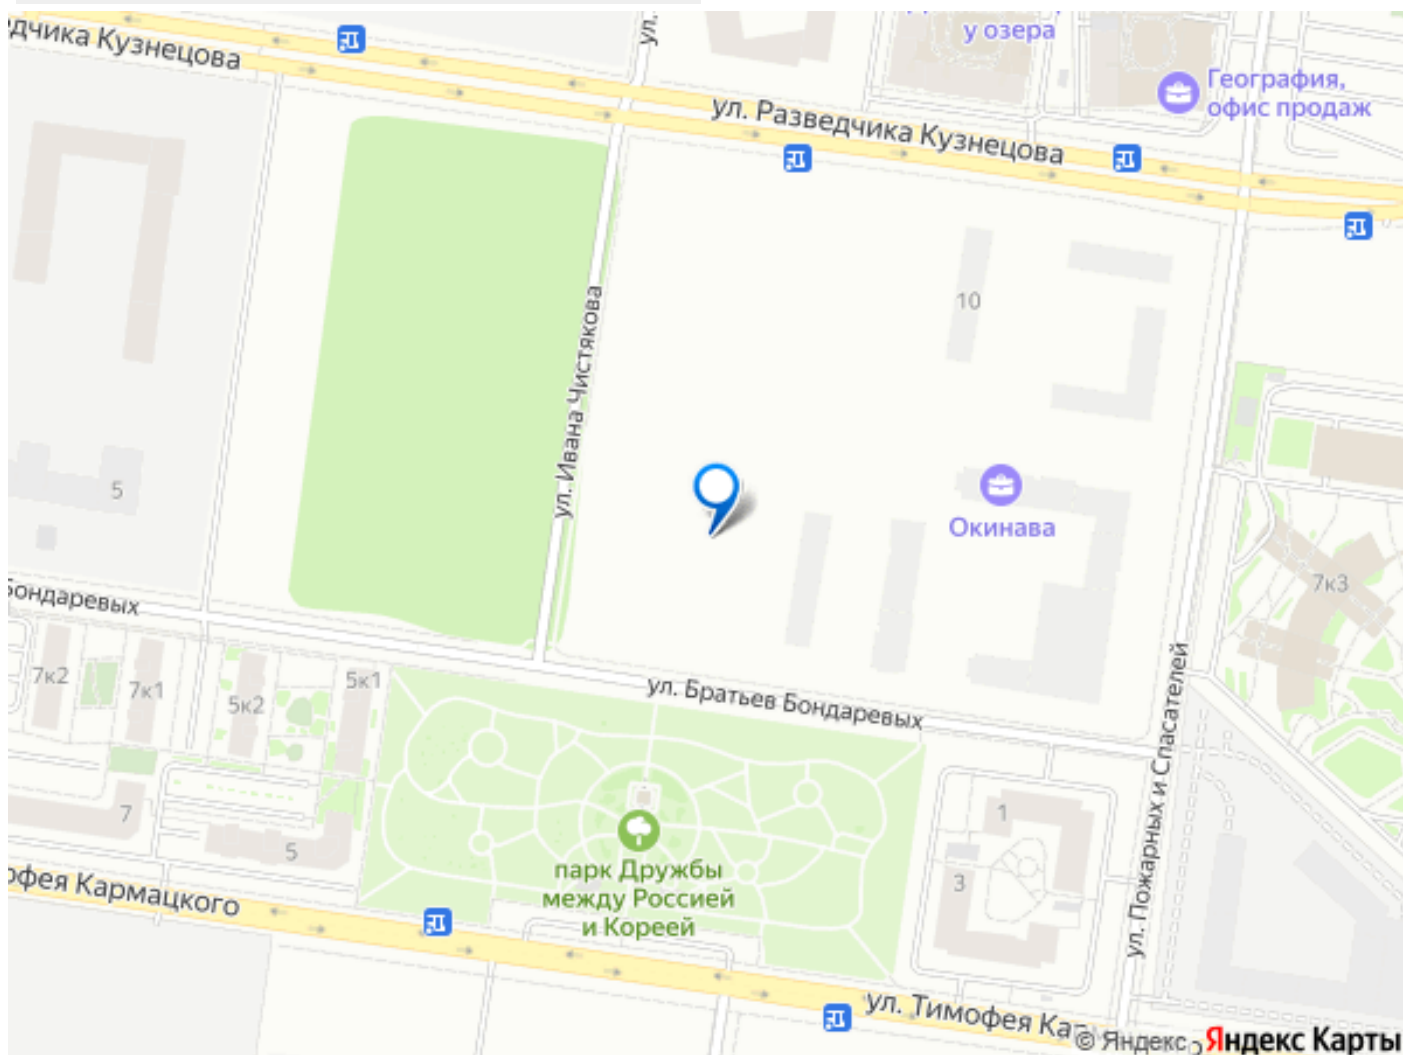 дчика Кузнецова
ул.
у озера
География,
офис продаж
ул. Разведчика Кузнецова
10
ул. Ивана Чистякова
5
Окинава
7к3
Бондаревых
7к2
7к1
5к2
5к1
ул. Братьев Бондаревых
ул. Пожарных и Спасателей
7
5
1
3
парк Дружбы
между Россией
и Кореей
офея Кармацкого
ул. Тимофея Ка
© Яндекс
Яндекс Карты